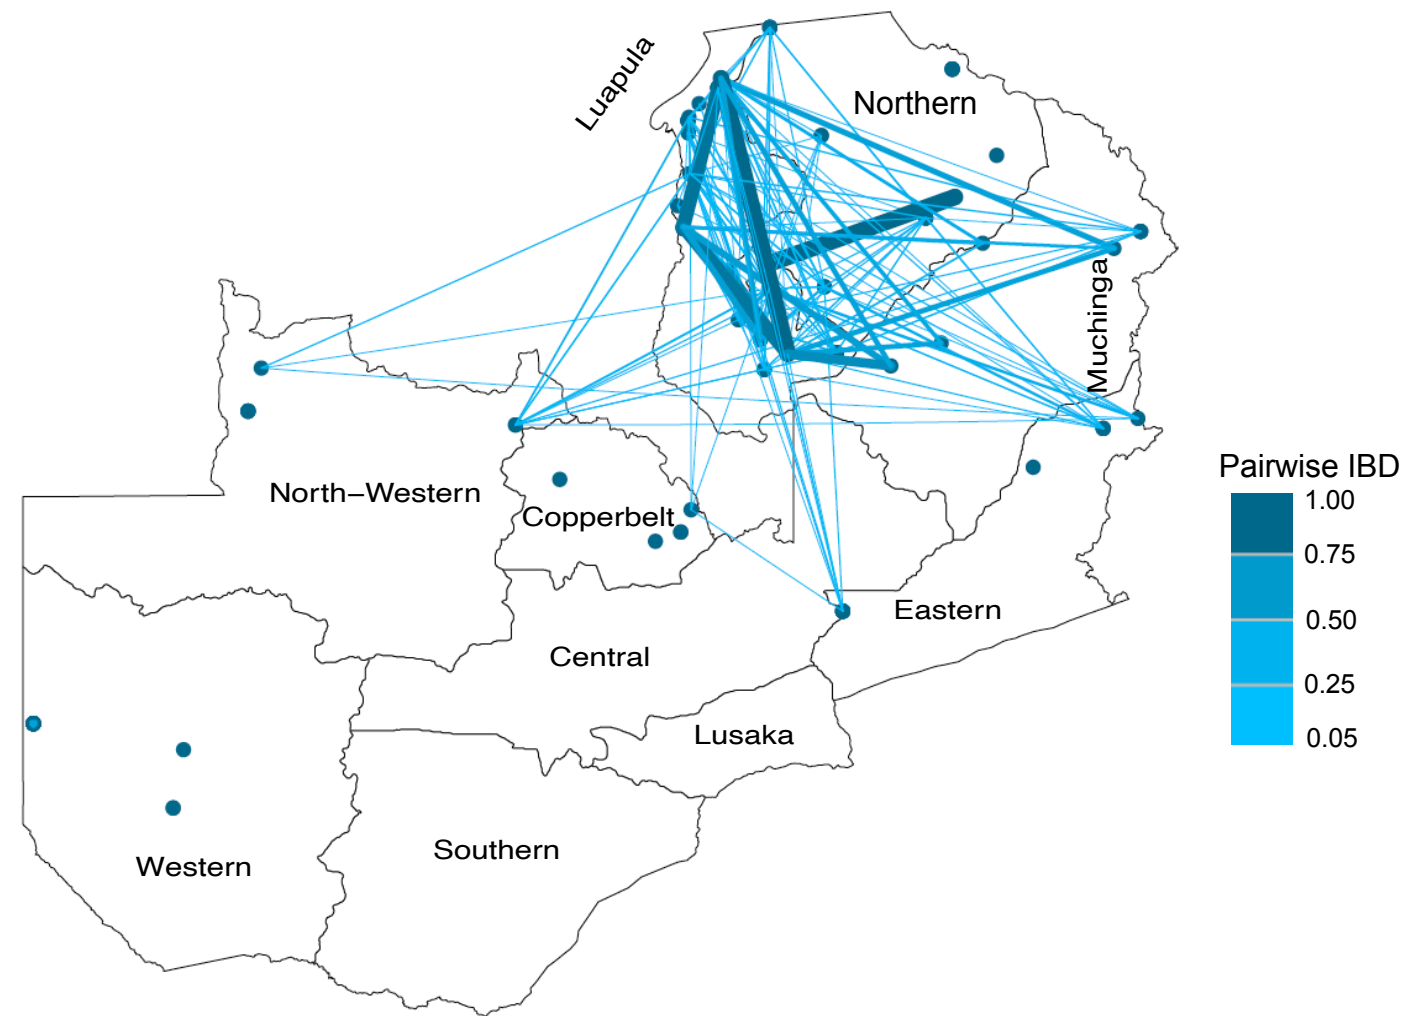 Luapula
Northern
Muchinga
North−Western
Copperbelt
Eastern
Central
Lusaka
Southern
Western
Pairwise IBD
1.00
0.75
0.50
0.25
0.05